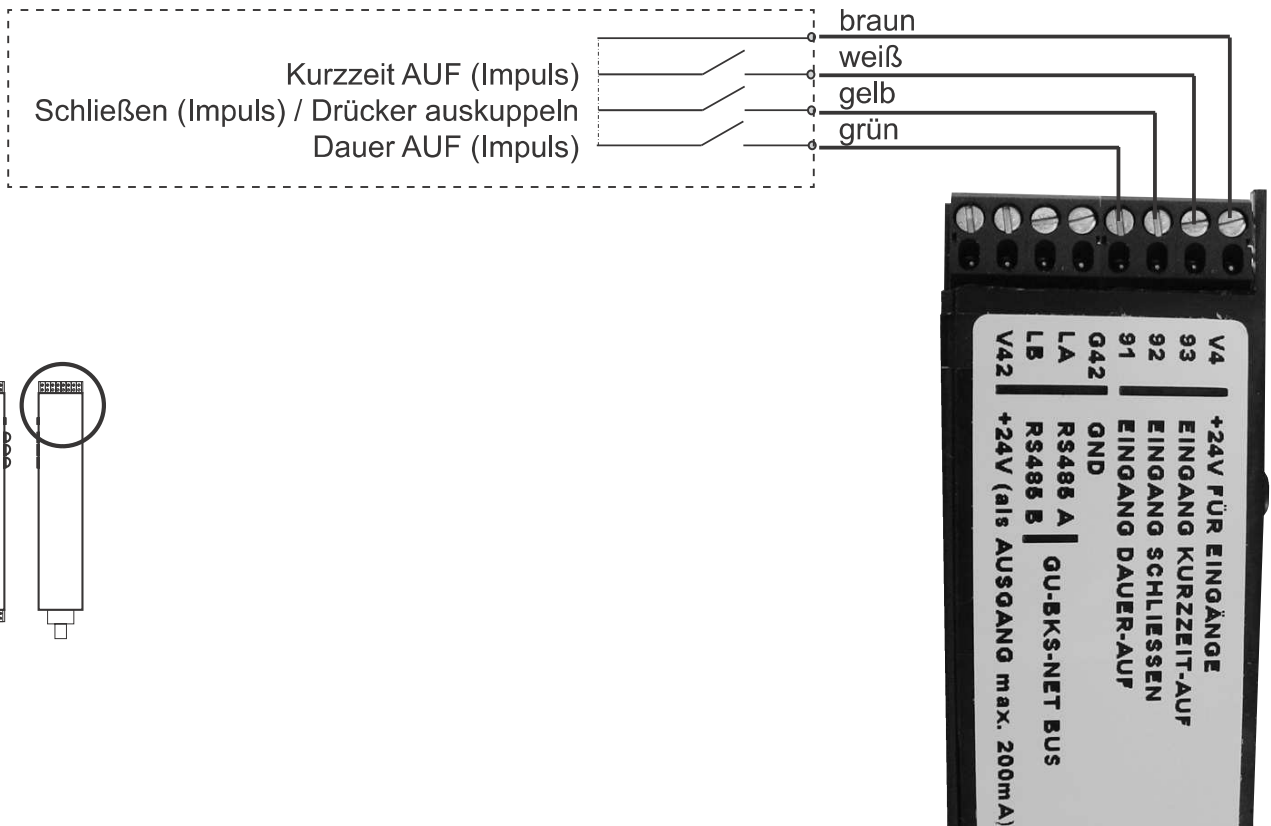 braun
Kurzzeit AUF (Impuls) weiß
Schließen (Impuls) / Drücker auskuppeln gelb
Dauer AUF (Impuls) grün
V4 +24V FÜR EINGÄNGE
93 EINGANG KURZZEIT-AUF
92 EINGANG SCHLIESSEN
91 EINGANG DAUER-AUF
G42 GND
LA RS485 A
LB RS485 B
GU-BKS-NET BUS
V42 +24V (als AUSGANG max. 200mA)